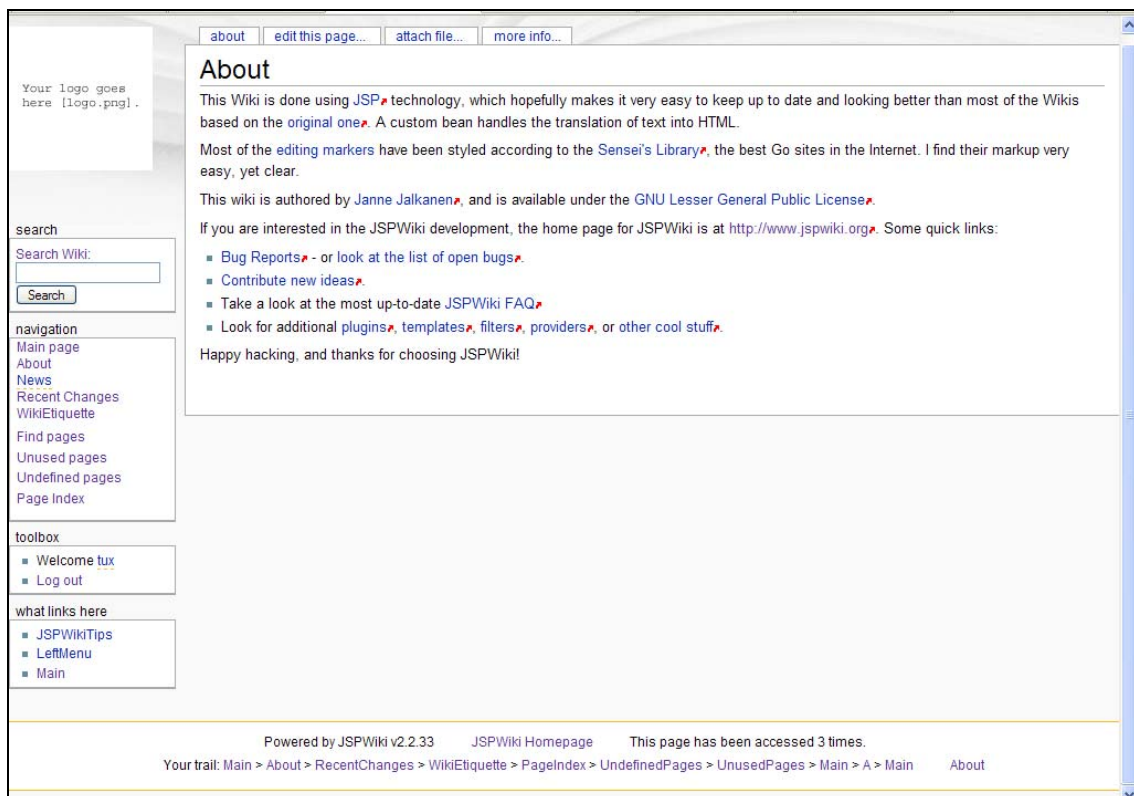 about
edit this page...
attach file...
more info...
Your logo goes
here [logo.png].
About
This Wiki is done using JSP technology, which hopefully makes it very easy to keep up to date and looking better than most of the Wikis
based on the original one. A custom bean handles the translation of text into HTML.
Most of the editing markers have been styled according to the Sensei's Library, the best Go sites in the Internet. I find their markup very
easy, yet clear.
This wiki is authored by Janne Jalkanen, and is available under the GNU Lesser General Public License.
If you are interested in the JSPWiki development, the home page for JSPWiki is at http://www.jspwiki.org. Some quick links:
Bug Reports - or look at the list of open bugs.
Contribute new ideas.
Take a look at the most up-to-date JSPWiki FAQ
Look for additional plugins, templates, filters, providers, or other cool stuff.
Happy hacking, and thanks for choosing JSPWiki!
search
Search Wiki:
Search
navigation
Main page
About
News
Recent Changes
WikiEtiquette
Find pages
Unused pages
Undefined pages
Page Index
toolbox
Welcome tux
Log out
what links here
JSPWikiTips
LeftMenu
Main
Powered by JSPWiki v2.2.33 JSPWiki Homepage This page has been accessed 3 times.
Your trail: Main > About > RecentChanges > WikiEtiquette > PageIndex > UndefinedPages > UnusedPages > Main > A > Main About